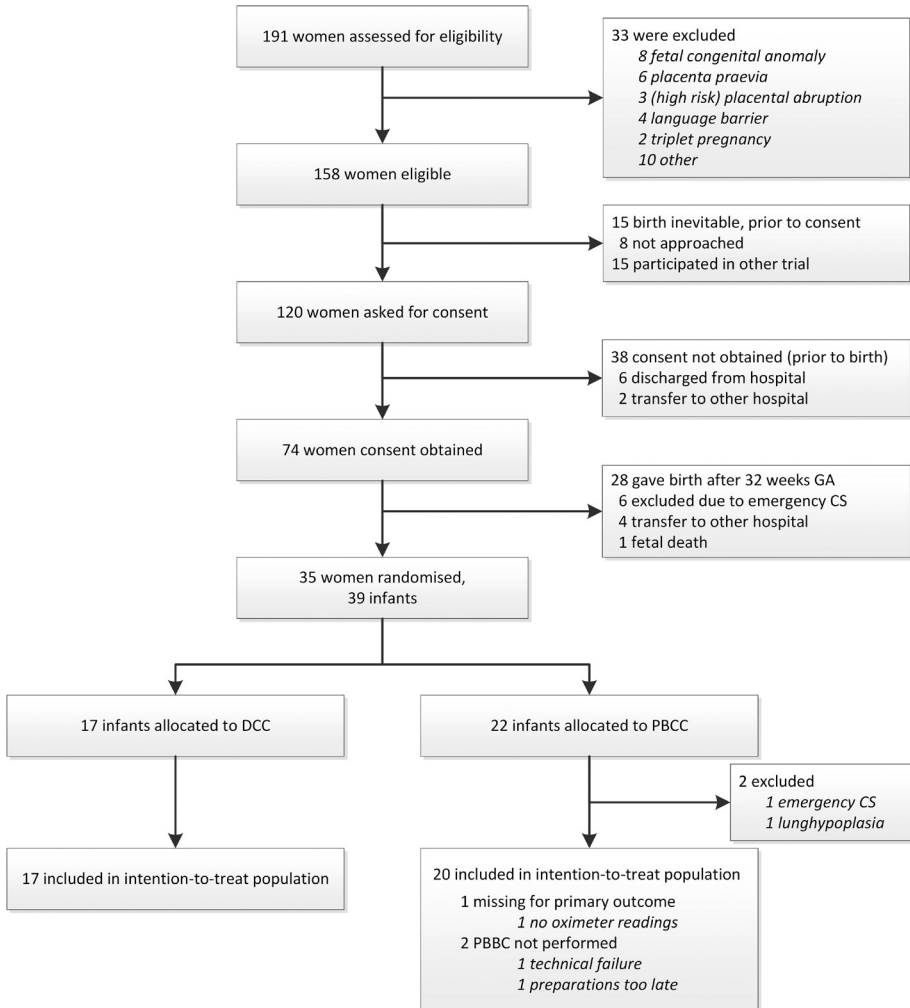 191 women assessed for eligibility
33 were excluded
8 fetal congenital anomaly
6 placenta praevia
3 (high risk) placental abruption
4 language barrier
2 triplet pregnancy
10 other
158 women eligible
15 birth inevitable, prior to consent
8 not approached
15 participated in other trial
120 women asked for consent
38 consent not obtained (prior to birth)
6 discharged from hospital
2 transfer to other hospital
74 women consent obtained
28 gave birth after 32 weeks GA
6 excluded due to emergency CS
4 transfer to other hospital
1 fetal death
35 women randomised,
39 infants
17 infants allocated to DCC
22 infants allocated to PBCC
2 excluded
1 emergency CS
1 lunghypoplasia
17 included in intention-to-treat population
20 included in intention-to-treat population
1 missing for primary outcome
1 no oximeter readings
2 PBBC not performed
1 technical failure
1 preparations too late